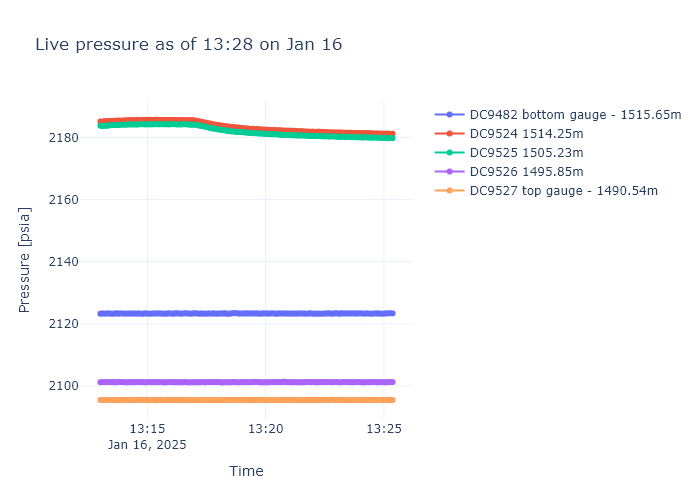 Live pressure as of 13:28 on Jan 16
DC9482 bottom gauge - 1515.65m
DC9524 1514.25m
DC9525 1505.23m
DC9526 1495.85m
DC9527 top gauge - 1490.54m
Pressure [psia]
2180
2160
2140
2120
2100
13:15
13:20
13:25
Jan 16, 2025
Time